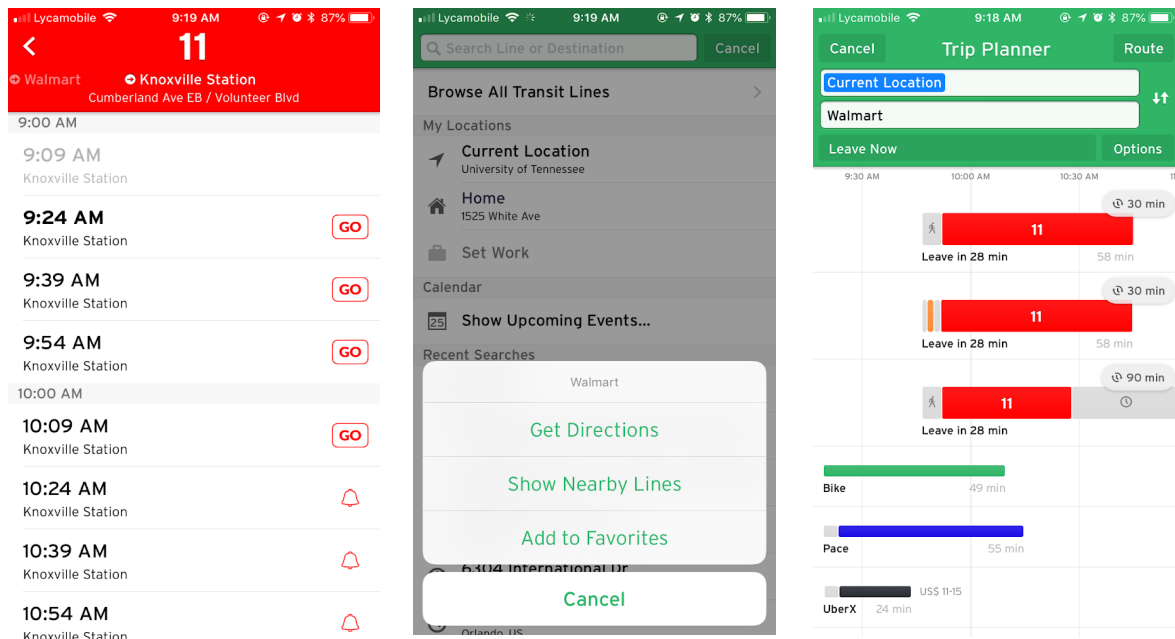 Lycamobile 9:19 AM 87%
11
Walmart Knoxville Station
Cumberland Ave EB / Volunteer Blvd
9:00 AM
9:09 AM
Knoxville Station
9:24 AM
Knoxville Station
GO
9:39 AM
Knoxville Station
GO
9:54 AM
Knoxville Station
GO
10:00 AM
10:09 AM
Knoxville Station
GO
10:24 AM
Knoxville Station
10:39 AM
Knoxville Station
10:54 AM
Knoxville Station
Lycamobile 9:19 AM 87%
Search Line or Destination Cancel
Browse All Transit Lines
My Locations
Current Location
University of Tennessee
Home
1525 White Ave
Set Work
Calendar
25 Show Upcoming Events...
Recent Searches
Walmart
Get Directions
Show Nearby Lines
Add to Favorites
6304 International Dr
Cancel
Orlando, US
Lycamobile 9:18 AM 87%
Cancel Trip Planner Route
Current Location
Walmart
Leave Now Options
9:30 AM 10:00 AM 10:30 AM
30 min
11
Leave in 28 min 58 min
30 min
11
Leave in 28 min 58 min
90 min
11
Leave in 28 min
Bike 49 min
Pace 55 min
US$ 11-15
UberX 24 min